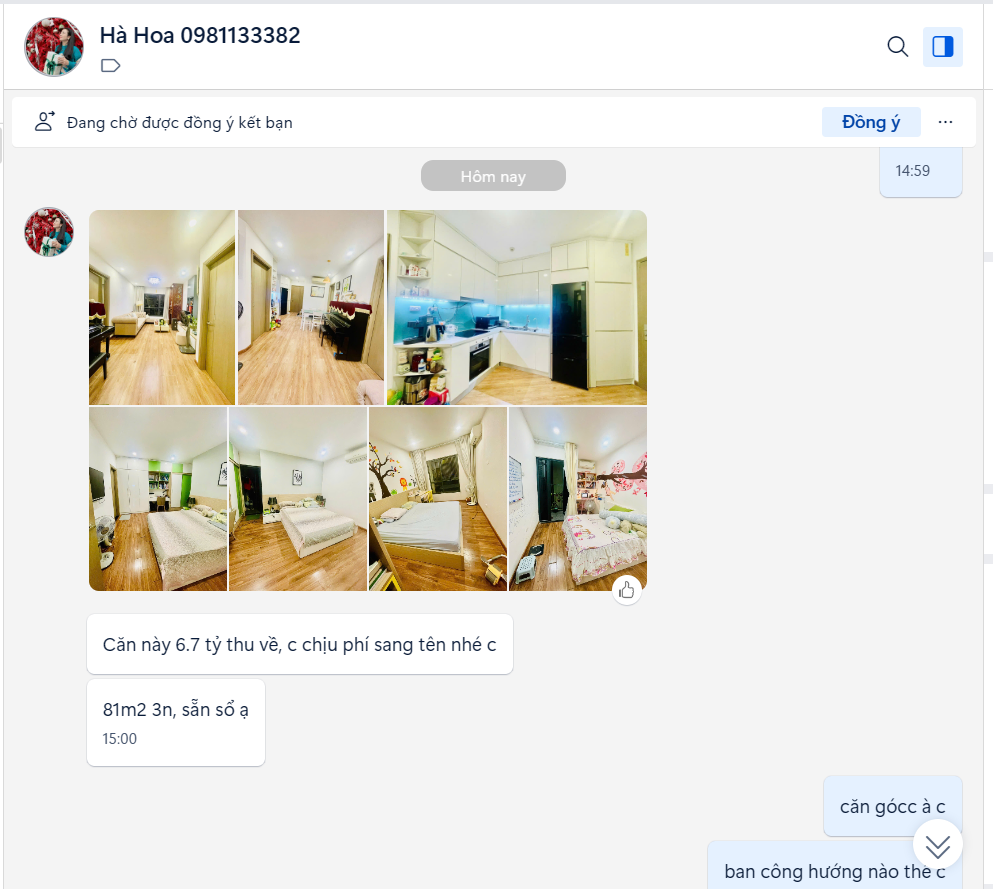 Hà Hoa 0981133382
Đang chờ được đồng ý kết bạn
Đồng ý
14:59
Hôm nay
Căn này 6.7 tỷ thu về, c chịu phí sang tên nhé c
81m2 3n, sẵn sổ ạ
15:00
căn gócc à c
ban công hướng nào thế c